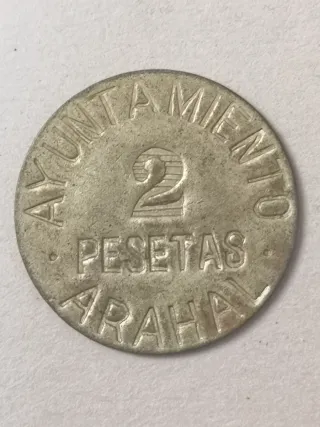 AYUNTAMIENTO
2
PESETAS
ARAHAL